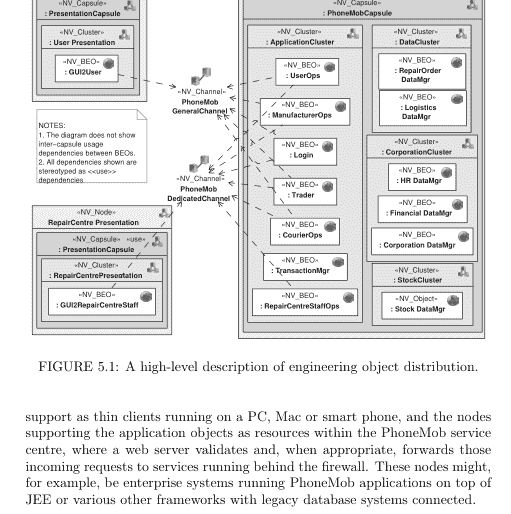 «NV_Capsule»
: PresentationCapsule
«NV_Cluster»
: User Presentation
«NV_BEO»
: GUI2User
NOTES:
1. The diagram does not show
inter-capsule usage
dependencies between BEOs.
2. All dependencies shown are
stereotyped as <<use>>
dependencies
«NV_Node»
RepairCentre Presentation
«NV_Capsule» «use»
: PresentationCapsule
«NV_Cluster»
: RepairCentrePreseotation
«NV_BEO»
: GUI2RepairCentreStaff
«NV_Channel»
PhoneMob
GeneralChannel
«NV_Channel»
PhoneMob
DedicatedChannel
«NV_Capsule»
: PhoneMobCapsule
«NV_Cluster»
: ApplicationCluster
«NV_BEO»
: UserOps
«NV_BEO»
: ManufacturerOps
«NV_BEO»
: Login
«NV_BEO»
: Trader
«NV_BEO»
: CourierOps
«NV_BEO»
: TransactionMgr
«NV_BEO»
: RepairCentreStaffOps
«NV_Cluster»
: DataCluster
«NV_BEO»
: RepairOrder
DataMgr
«NV_BEO»
: Logistics
DataMgr
«NV_Cluster»
: CorporationCluster
«NV_BEO»
: HR DataMgr
«NV_BEO»
: Financial DataMgr
«NV_BEO»
: Corporation DataMgr
«NV_Cluster»
: StockCluster
«NV_Object»
: Stock DataMgr
FIGURE 5.1: A high-level description of engineering object distribution.
support as thin clients running on a PC, Mac or smart phone, and the nodes
supporting the application objects as resources within the PhoneMob service
centre, where a web server validates and, when appropriate, forwards those
incoming requests to services running behind the firewall. These nodes might,
for example, be enterprise systems running PhoneMob applications on top of
JEE or various other frameworks with legacy database systems connected.